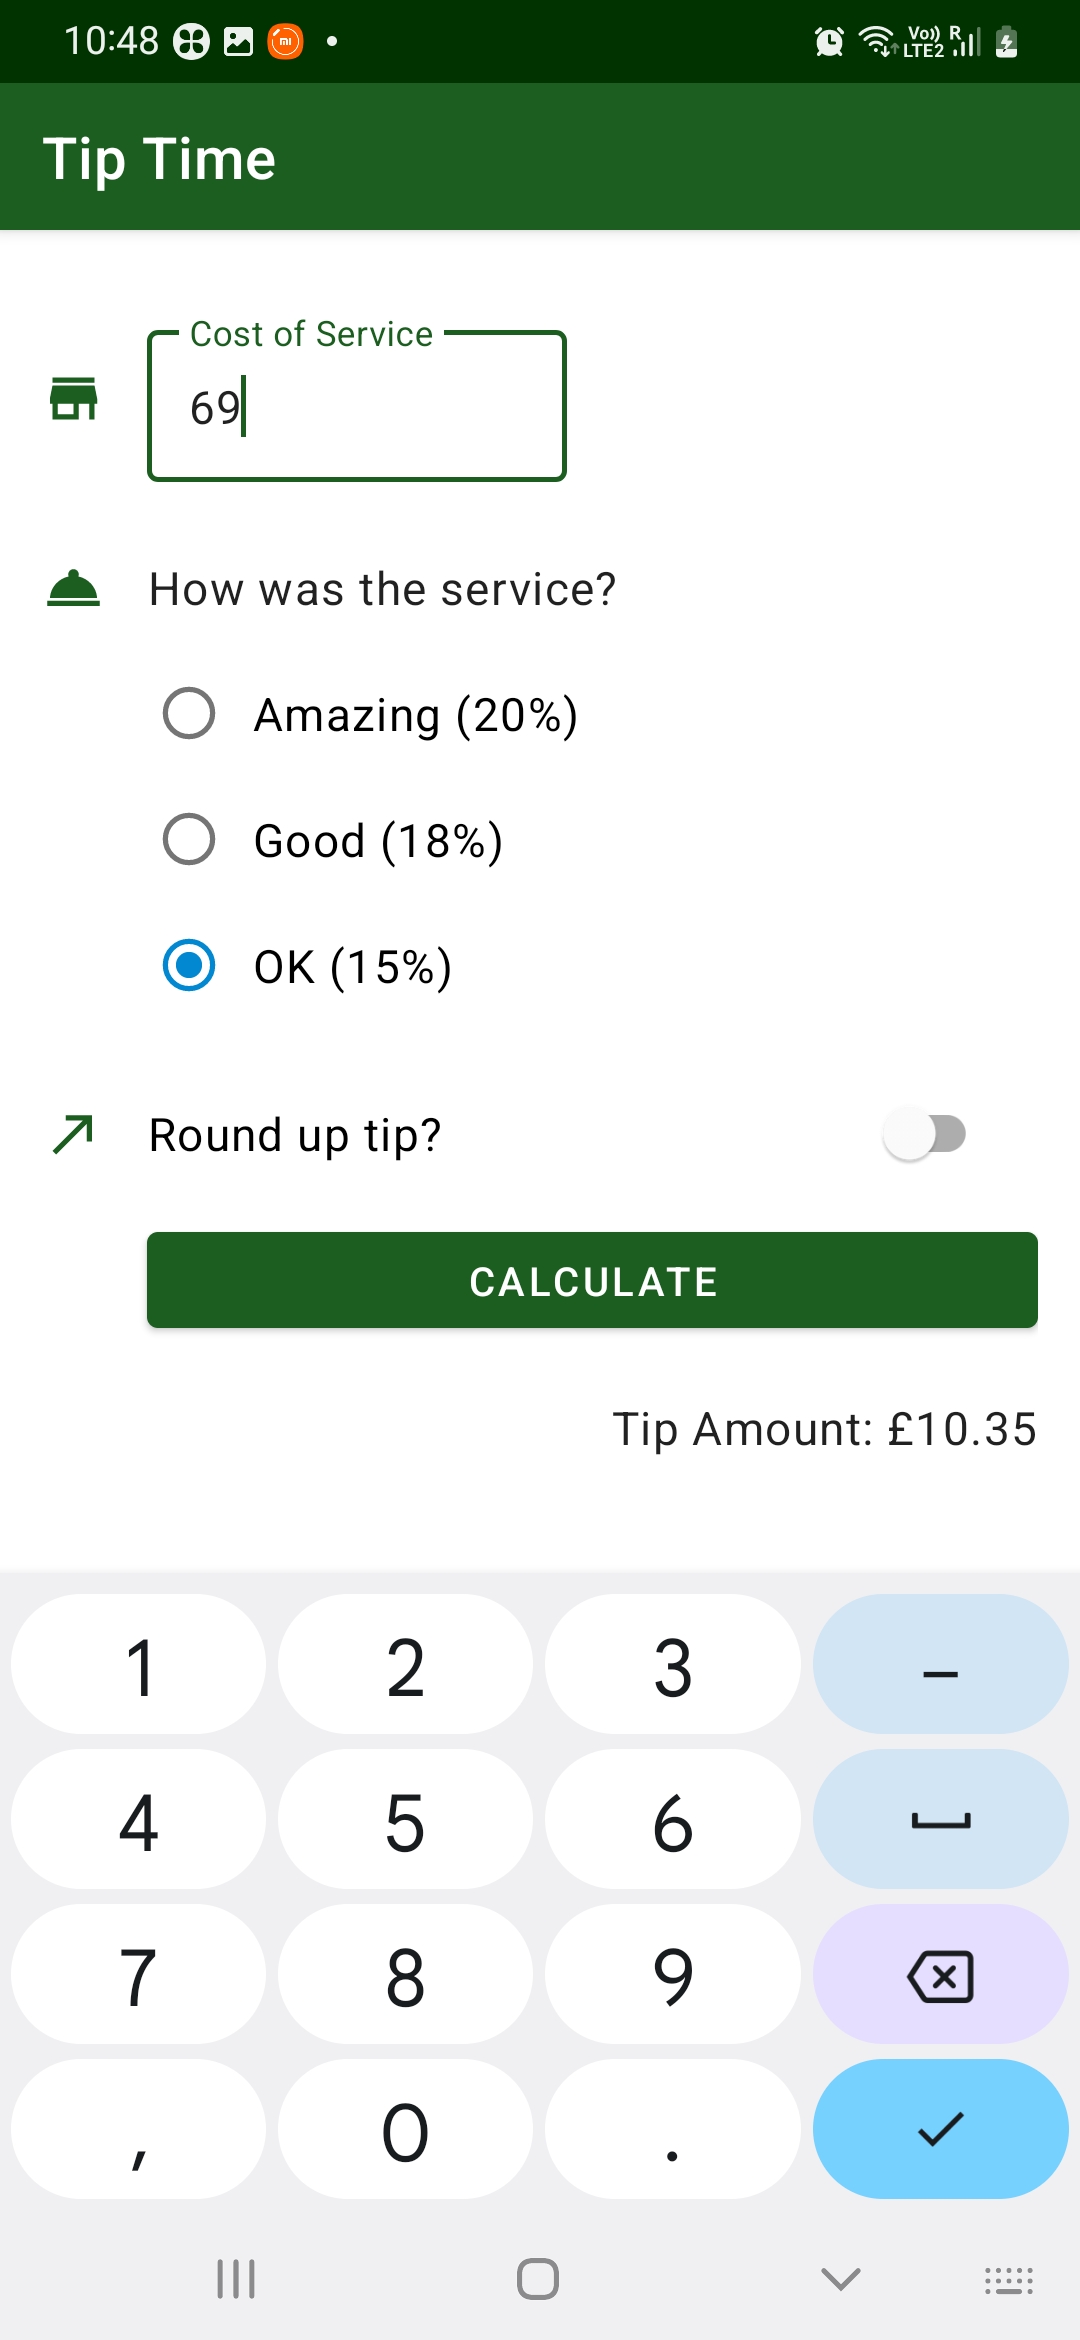 10:48
Vo)) R
LTE2
Tip Time
Cost of Service
69
How was the service?
Amazing (20%)
Good (18%)
OK (15%)
Round up tip?
CALCULATE
Tip Amount: £10.35
1 2 3 –
4 5 6
7 8 9
, 0 .